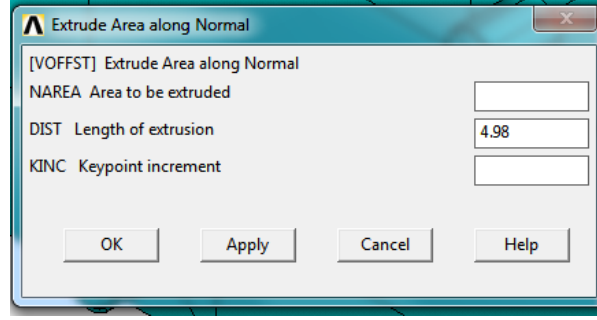 Extrude Area along Normal
[VOFFST] Extrude Area along Normal
NAREA Area to be extruded
DIST Length of extrusion 4.98
KINC Keypoint increment
OK Apply Cancel Help